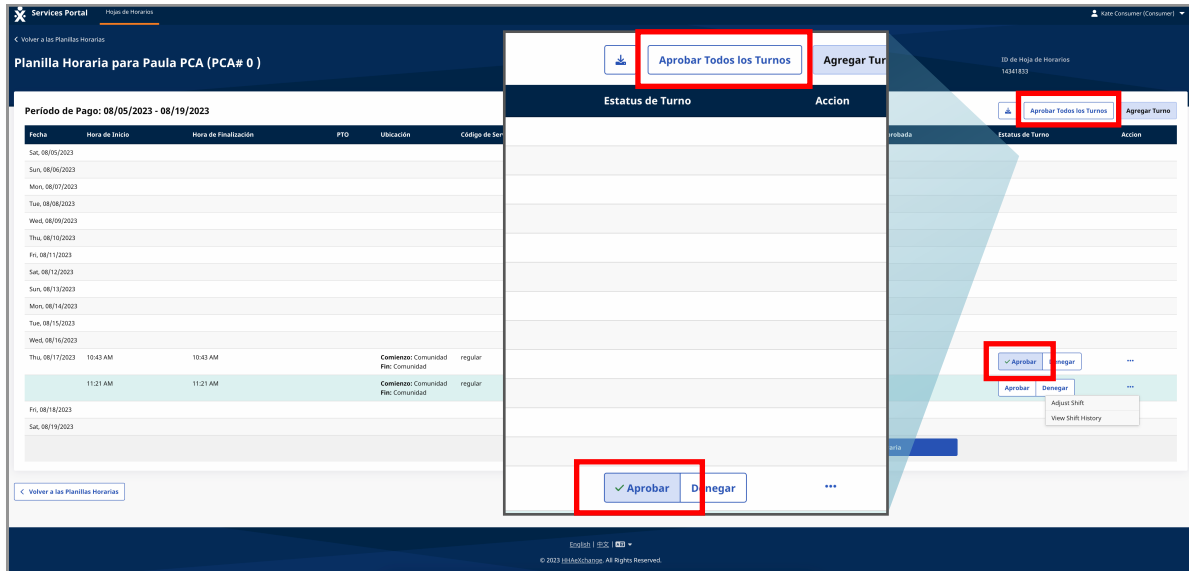 Services Portal
Hojas de Horarios
Kate Consumer (Consumer)
Volver a las Planillas Horarias
Planilla Horaria para Paula PCA (PCA# 0 )
ID de Hoja de Horarios
14341833
Período de Pago: 08/05/2023 - 08/19/2023
Aprobar Todos los Turnos
Agregar Turno
Fecha Hora de Inicio Hora de Finalización PTO Ubicación Código de Estatus de Turno Accion
Sat, 08/05/2023
Sun, 08/06/2023
Mon, 08/07/2023
Tue, 08/08/2023
Wed, 08/09/2023
Thu, 08/10/2023
Fri, 08/11/2023
Sat, 08/12/2023
Sun, 08/13/2023
Mon, 08/14/2023
Tue, 08/15/2023
Wed, 08/16/2023
Thu, 08/17/2023 10:43 AM 10:43 AM Comienzo: Comunidad regular Aprobar Denegar ...
Fin: Comunidad
11:21 AM 11:21 AM Comienzo: Comunidad regular Aprobar Denegar ...
Fin: Comunidad
Adjust Shift
View Shift History
Fri, 08/18/2023
Sat, 08/19/2023
Aprobar Todos los Turnos
Agregar Tur
Estatus de Turno Accion
Aprobar Denegar ...
Volver a las Planillas Horarias
English | 中文 |
© 2023 HHAeXchange. All Rights Reserved.